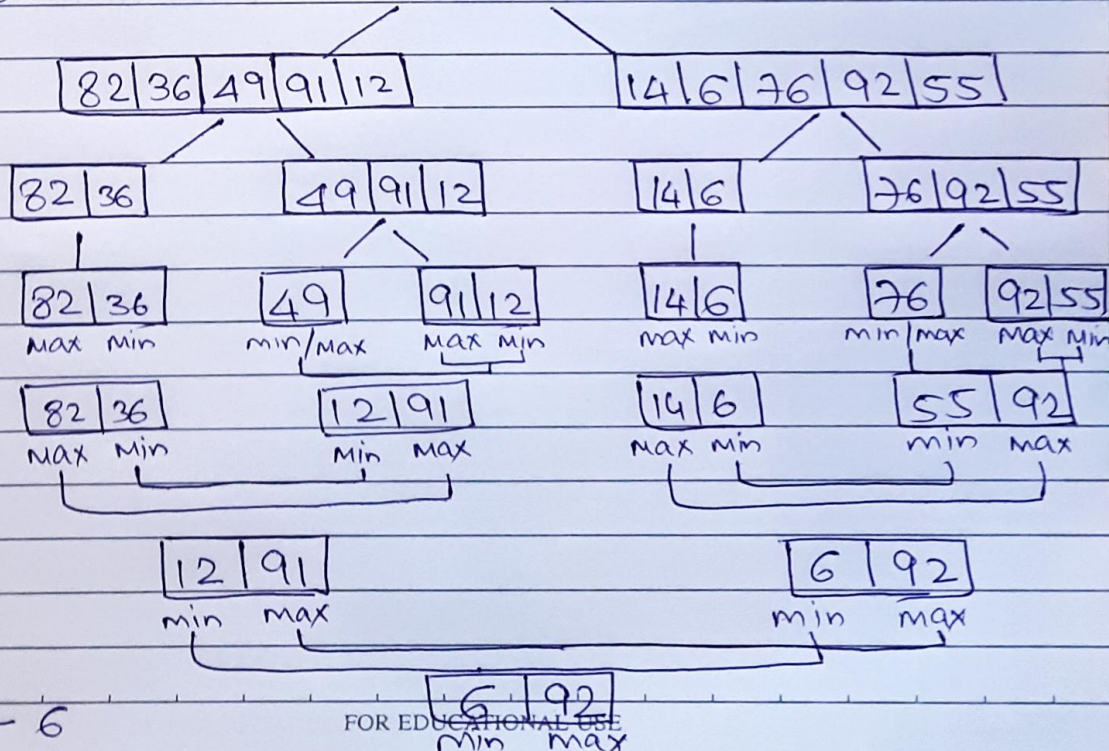 82 36 49 91 12 14 6 76 92 55
82 36 49 91 12 14 6 76 92 55
82 36 49 91 12 14 6 76 92 55
max min min/max max min max min min/max max min
82 36 12 91 14 6 55 92
max min min max max min min max
12 91 6 92
min max min max
6 92
- 6 FOR EDUCATIONAL USE
min max